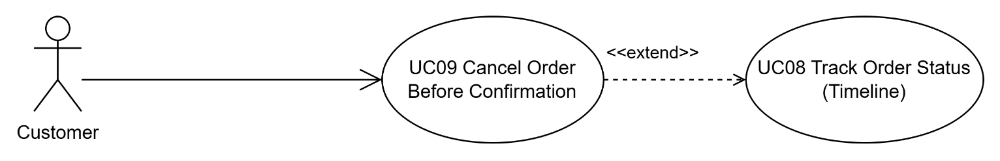 <<extend>>
UC09 Cancel Order
Before Confirmation
UC08 Track Order Status
(Timeline)
Customer